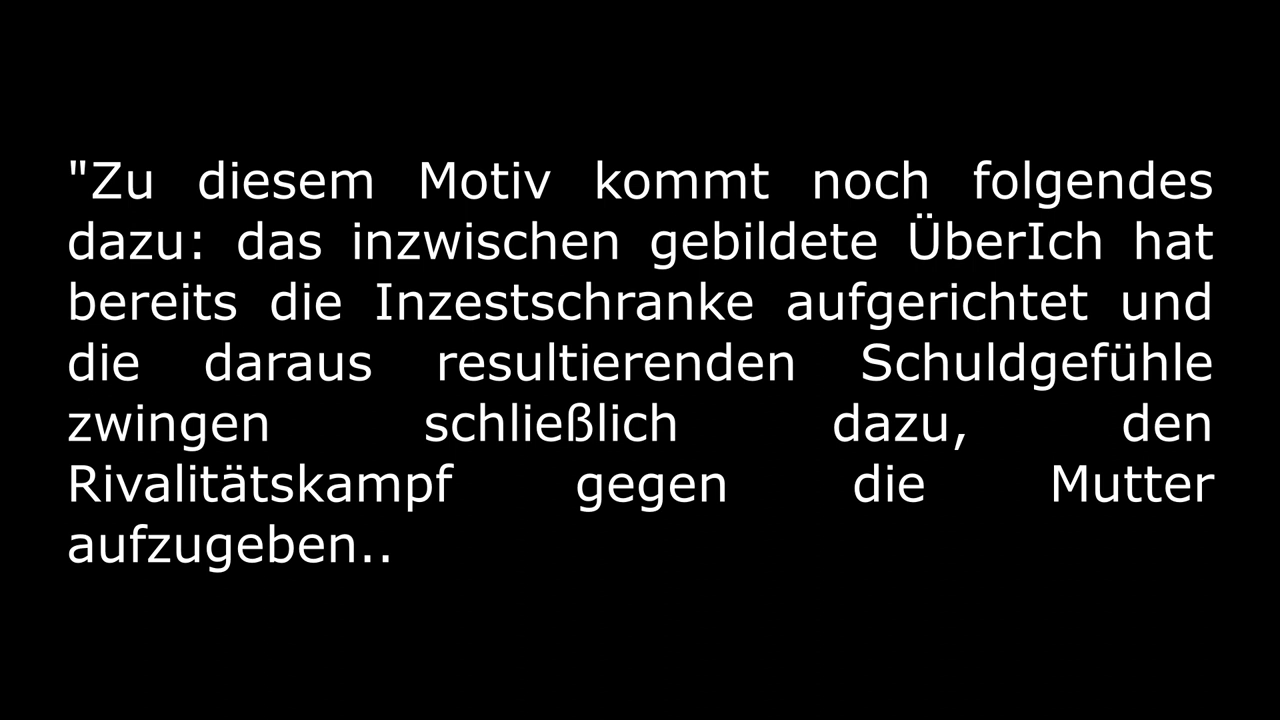 "Zu diesem Motiv kommt noch folgendes
dazu: das inzwischen gebildete ÜberIch hat
bereits die Inzestschranke aufgerichtet und
die daraus resultierenden Schuldgefühle
zwingen schließlich dazu, den
Rivalitätskampf gegen die Mutter
aufzugeben..